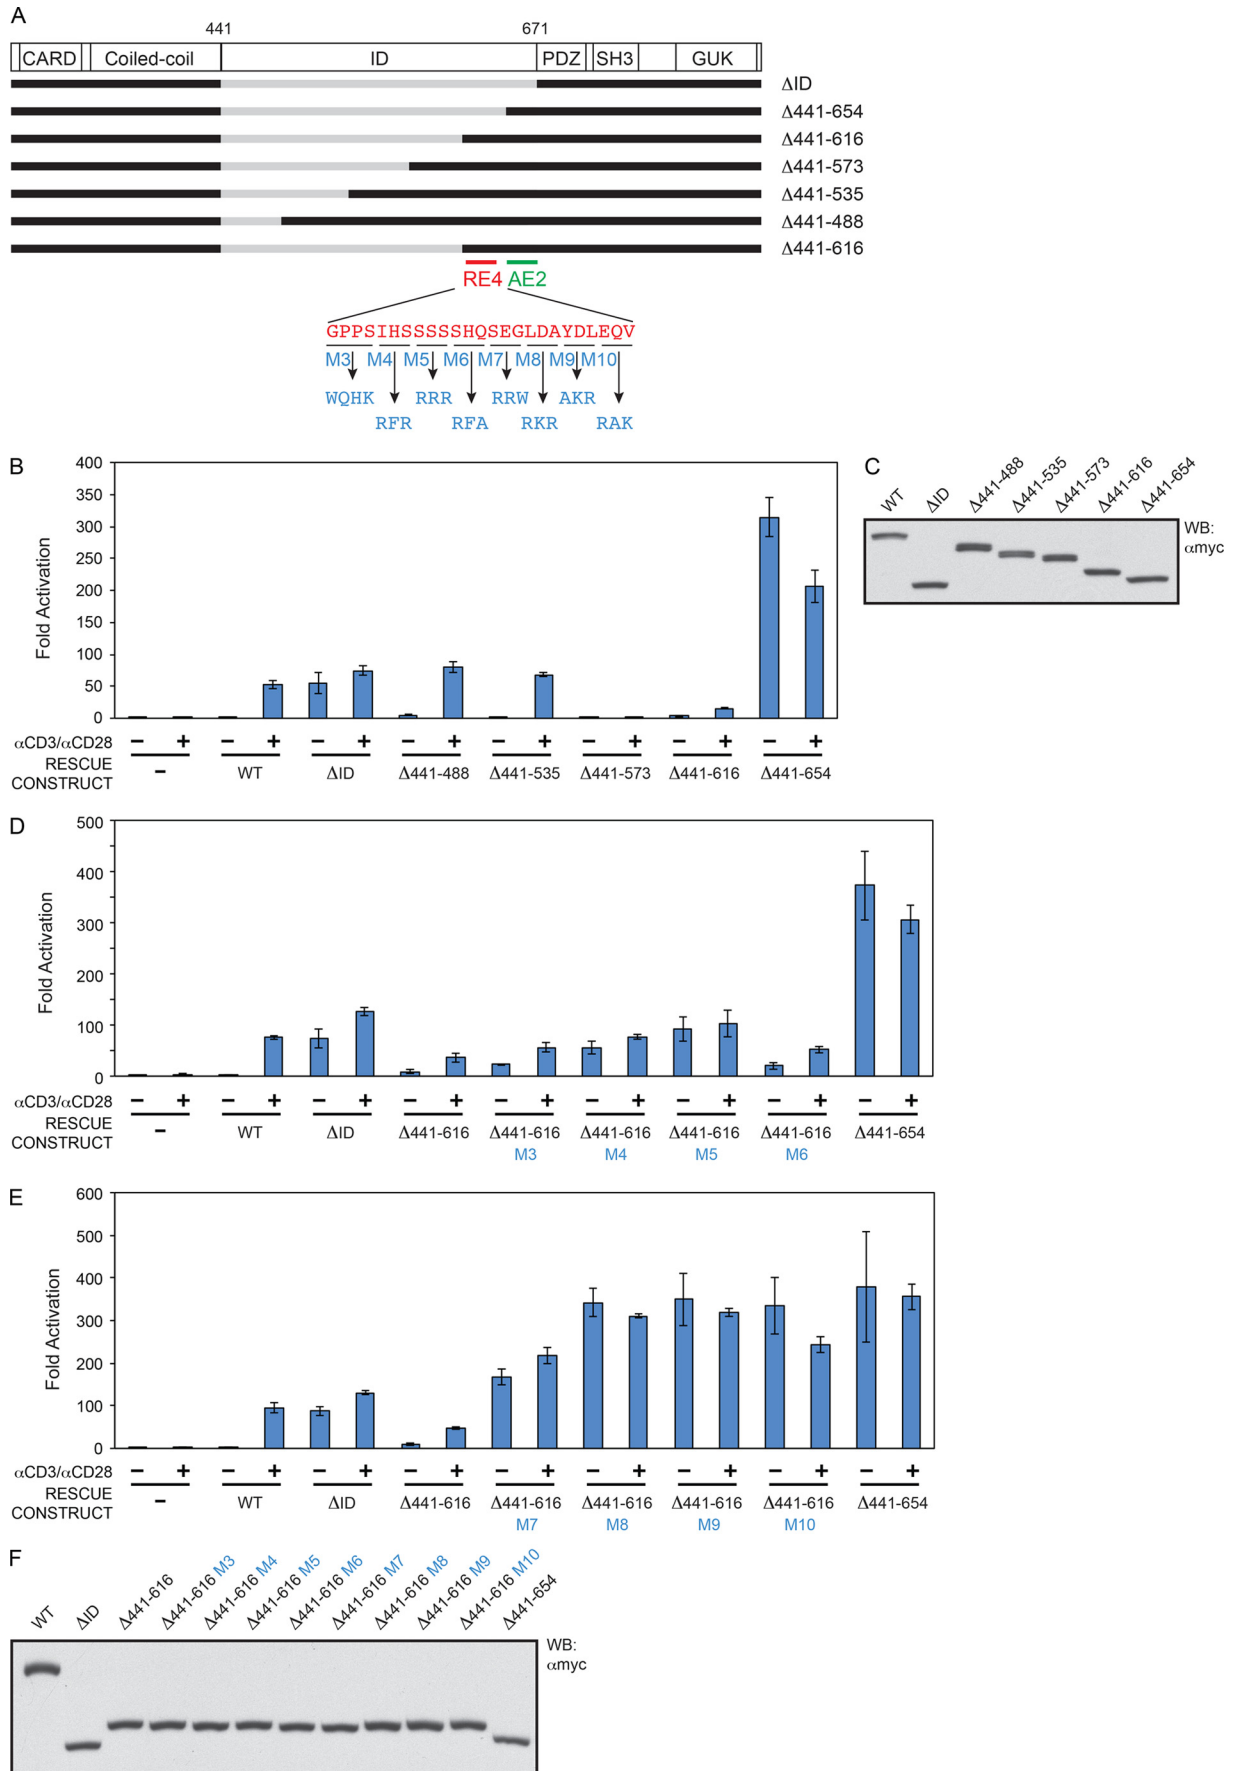 A
441 671
CARD Coiled-coil ID PDZ SH3 GUK
ΔID
Δ441-654
Δ441-616
Δ441-573
Δ441-535
Δ441-488
Δ441-616
RE4 AE2
GPPSIHSSSSSHQSEGLDAYDLEQV
M3 M4 M5 M6 M7 M8 M9 M10
WQHK RRR RRW AKR
RFR RFA RKR RAK
B
400
350
300
250
200
150
100
50
0
Fold Activation
αCD3/αCD28 − + − + − + − + − + − + − + − +
RESCUE CONSTRUCT − WT ΔID Δ441-488 Δ441-535 Δ441-573 Δ441-616 Δ441-654
C
WT ΔID Δ441-488 Δ441-535 Δ441-573 Δ441-616 Δ441-654
WB:
αmyc
D
500
400
300
200
100
0
Fold Activation
αCD3/αCD28 − + − + − + − + − + − + − + − + − +
RESCUE CONSTRUCT − WT ΔID Δ441-616 Δ441-616 Δ441-616 Δ441-616 Δ441-616 Δ441-654
M3 M4 M5 M6
E
600
500
400
300
200
100
0
Fold Activation
αCD3/αCD28 − + − + − + − + − + − + − + − + − +
RESCUE CONSTRUCT − WT ΔID Δ441-616 Δ441-616 Δ441-616 Δ441-616 Δ441-616 Δ441-654
M7 M8 M9 M10
F
WT ΔID Δ441-616 Δ441-616 M3 Δ441-616 M4 Δ441-616 M5 Δ441-616 M6 Δ441-616 M7 Δ441-616 M8 Δ441-616 M9 Δ441-616 M10 Δ441-654
WB:
αmyc